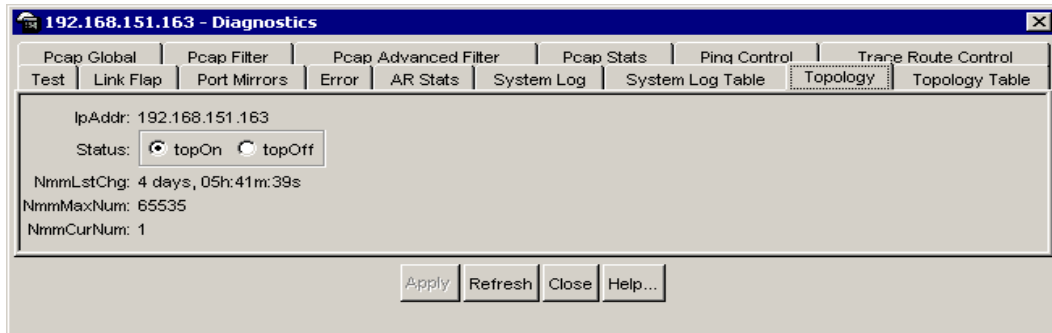 192.168.151.163 - Diagnostics
Pcap Global Pcap Filter Pcap Advanced Filter Pcap Stats Ping Control Trace Route Control
Test Link Flap Port Mirrors Error AR Stats System Log System Log Table Topology Topology Table
IpAddr: 192.168.151.163
Status: topOn topOff
NmmLstChg: 4 days, 05h:41m:39s
NmmMaxNum: 65535
NmmCurNum: 1
Apply Refresh Close Help...